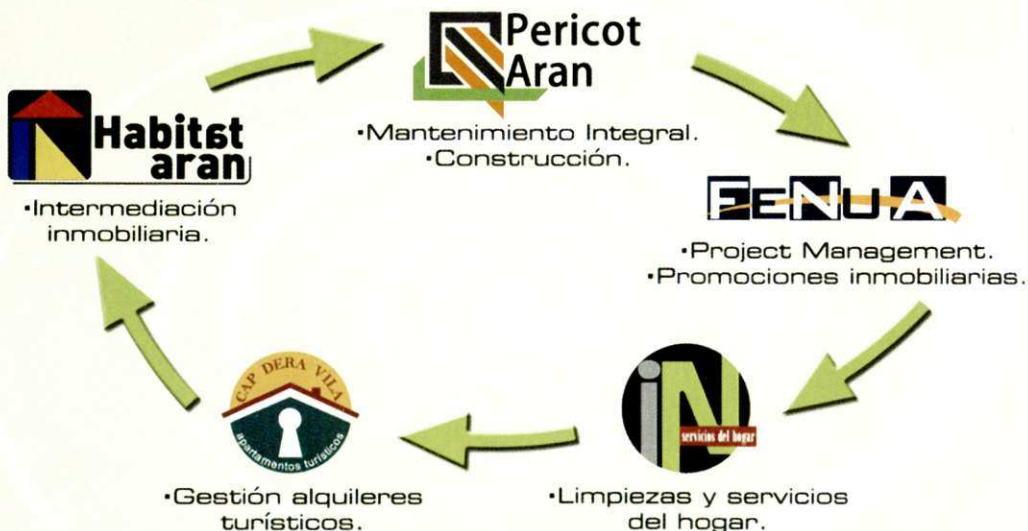 Pericot
Aran
•Mantenimiento Integral.
•Construcción.
Habitat
aran
•Intermediación
inmobiliaria.
FENUA
•Project Management.
•Promociones inmobiliarias.
CAP DERA VILA
apartamentos turísticos
•Gestión alquileres
turísticos.
iN
servicios del hogar
•Limpiezas y servicios
del hogar.